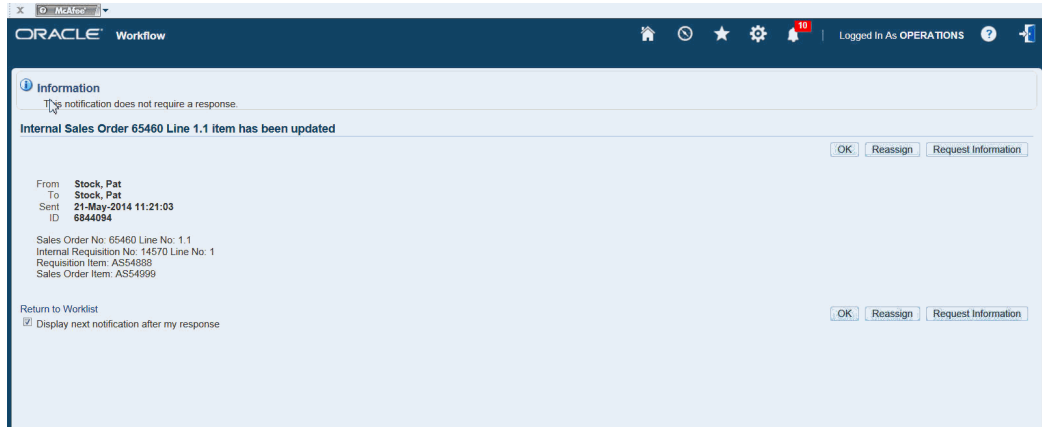 X McAfee
ORACLE Workflow 10 | Logged In As OPERATIONS ?
Information
This notification does not require a response.
Internal Sales Order 65460 Line 1.1 item has been updated
OK Reassign Request Information
From Stock, Pat
To Stock, Pat
Sent 21-May-2014 11:21:03
ID 6844094
Sales Order No: 65460 Line No: 1.1
Internal Requisition No: 14570 Line No: 1
Requisition Item: AS54888
Sales Order Item: AS54999
Return to Worklist
Display next notification after my response
OK Reassign Request Information